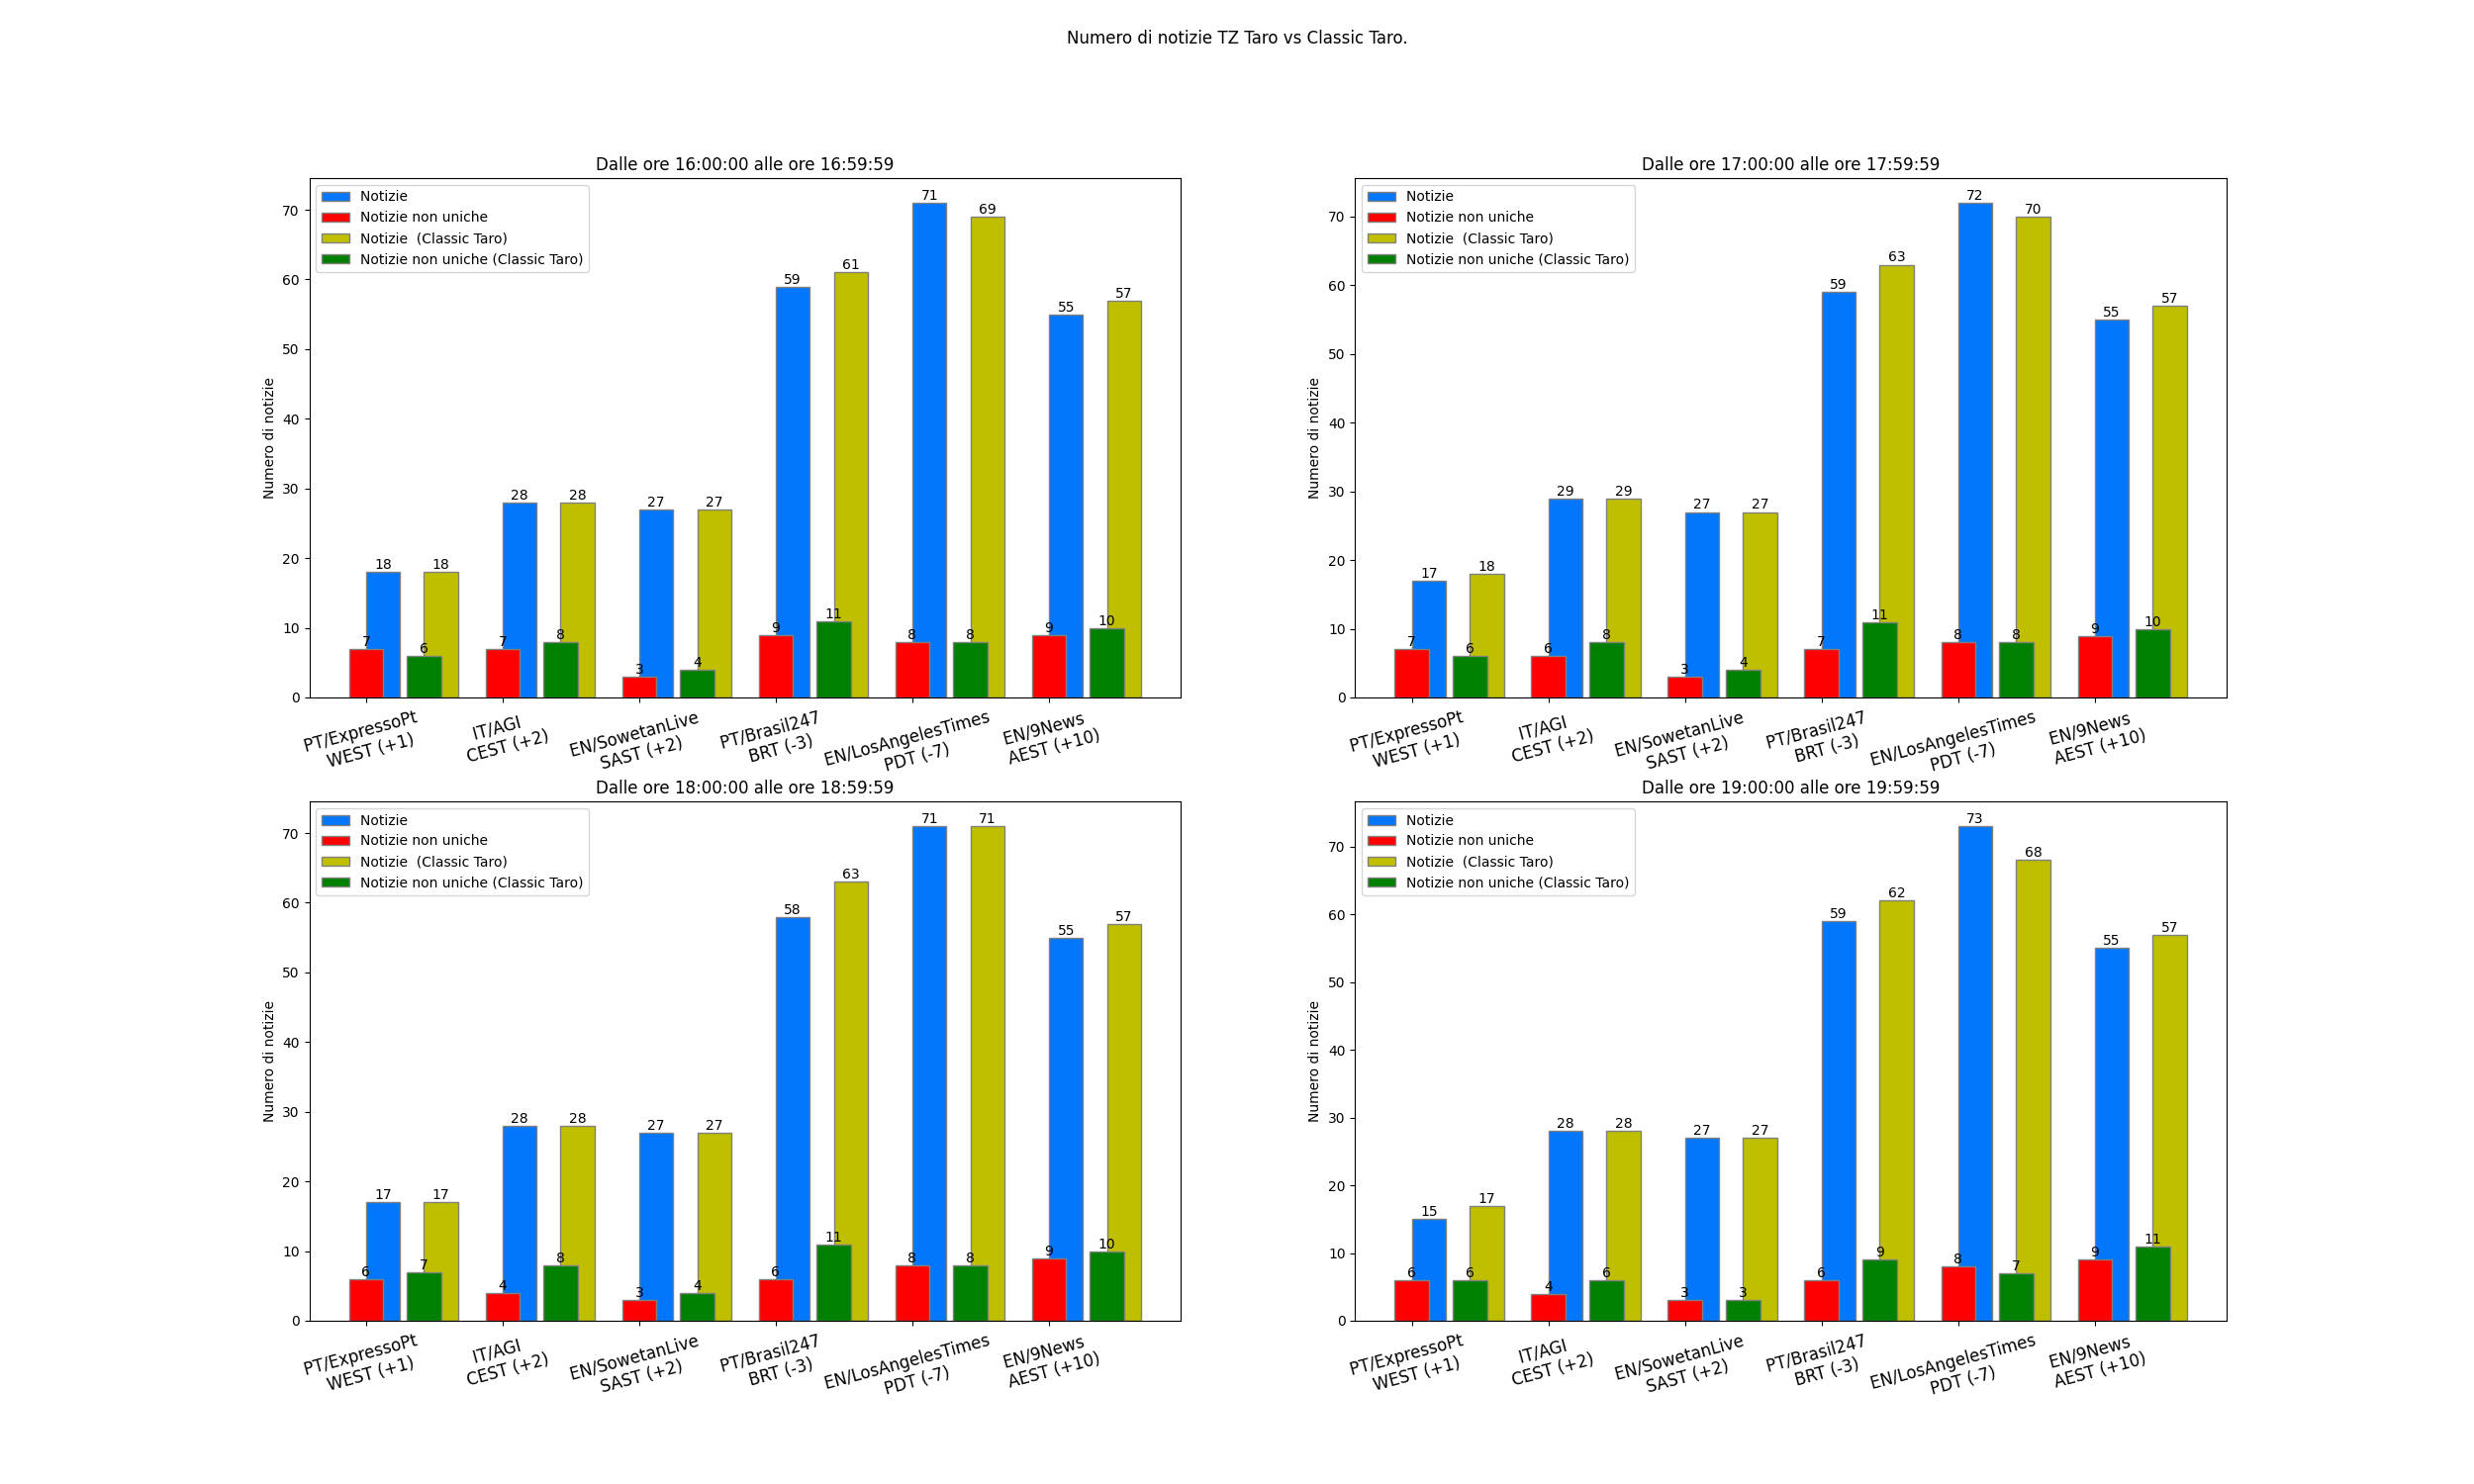 Numero di notizie TZ Taro vs Classic Taro.
Dalle ore 16:00:00 alle ore 16:59:59
Notizie
Notizie non uniche
Notizie  (Classic Taro)
Notizie non uniche (Classic Taro)
Numero di notizie
70
60
50
40
30
20
10
0
18 18 28 28 27 27 59 61 71 69 55 57
7 6 7 8 3 4 9 11 8 8 9 10
PT/ExpressoPt
WEST (+1)
IT/AGI
CEST (+2)
EN/SowetanLive
SAST (+2)
PT/Brasil247
BRT (-3)
EN/LosAngelesTimes
PDT (-7)
EN/9News
AEST (+10)
Dalle ore 17:00:00 alle ore 17:59:59
Notizie
Notizie non uniche
Notizie  (Classic Taro)
Notizie non uniche (Classic Taro)
Numero di notizie
70
60
50
40
30
20
10
0
17 18 29 29 27 27 59 63 72 70 55 57
7 6 6 8 3 4 7 11 8 8 9 10
PT/ExpressoPt
WEST (+1)
IT/AGI
CEST (+2)
EN/SowetanLive
SAST (+2)
PT/Brasil247
BRT (-3)
EN/LosAngelesTimes
PDT (-7)
EN/9News
AEST (+10)
Dalle ore 18:00:00 alle ore 18:59:59
Notizie
Notizie non uniche
Notizie  (Classic Taro)
Notizie non uniche (Classic Taro)
Numero di notizie
70
60
50
40
30
20
10
0
17 17 28 28 27 27 58 63 71 71 55 57
6 7 4 8 3 4 6 11 8 8 9 10
PT/ExpressoPt
WEST (+1)
IT/AGI
CEST (+2)
EN/SowetanLive
SAST (+2)
PT/Brasil247
BRT (-3)
EN/LosAngelesTimes
PDT (-7)
EN/9News
AEST (+10)
Dalle ore 19:00:00 alle ore 19:59:59
Notizie
Notizie non uniche
Notizie  (Classic Taro)
Notizie non uniche (Classic Taro)
Numero di notizie
70
60
50
40
30
20
10
0
15 17 28 28 27 27 59 62 73 68 55 57
6 6 4 6 3 3 6 9 8 7 9 11
PT/ExpressoPt
WEST (+1)
IT/AGI
CEST (+2)
EN/SowetanLive
SAST (+2)
PT/Brasil247
BRT (-3)
EN/LosAngelesTimes
PDT (-7)
EN/9News
AEST (+10)